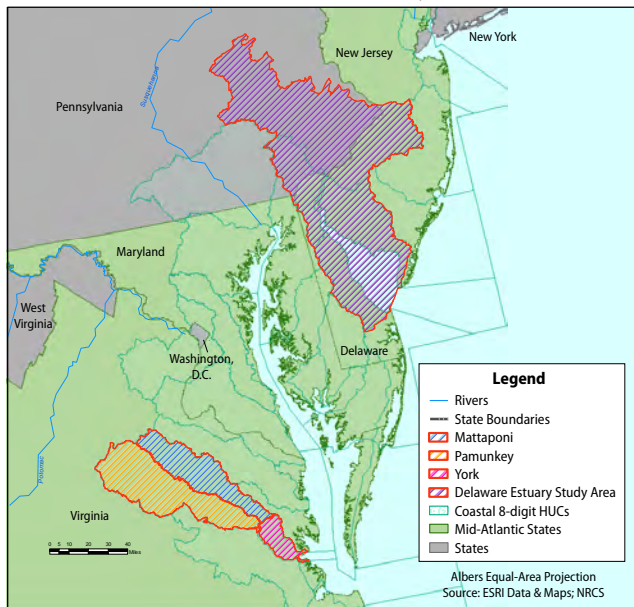 New York
New Jersey
Pennsylvania
Susquehanna
Maryland
West
Virginia
Washington,
D.C.
Delaware
Potomac
Virginia
0 5 10 20 30 40
Miles
Legend
Rivers
State Boundaries
Mattaponi
Pamunkey
York
Delaware Estuary Study Area
Coastal 8-digit HUCs
Mid-Atlantic States
States
Albers Equal-Area Projection
Source: ESRI Data & Maps; NRCS